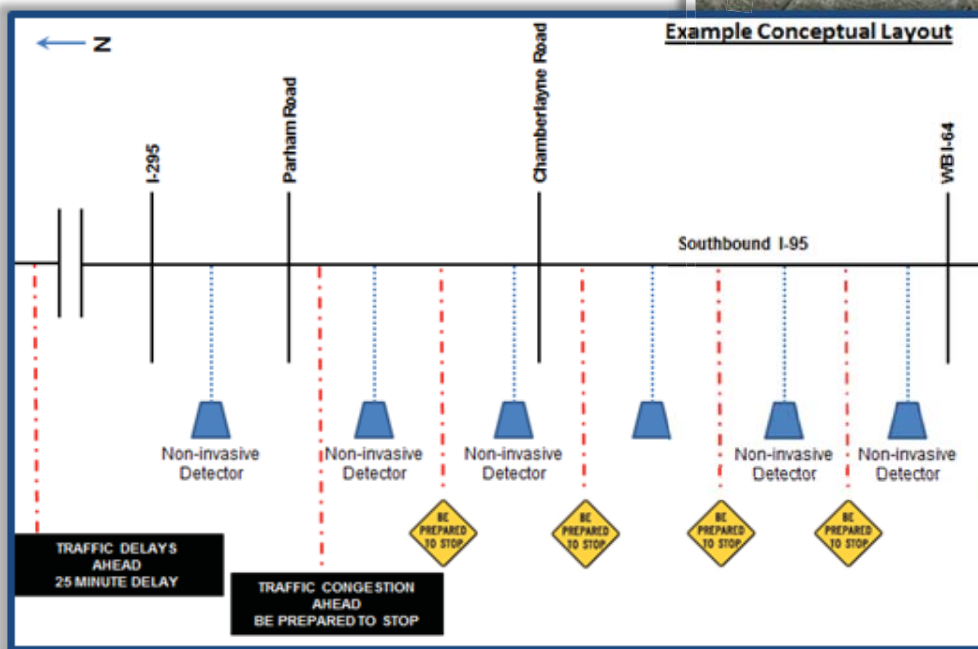 Example Conceptual Layout
N
I-295
Parham Road
Chamberlayne Road
WB I-64
Southbound I-95
Non-invasive
Detector
Non-invasive
Detector
Non-invasive
Detector
Non-invasive
Detector
Non-invasive
Detector
BE
PREPARED
TO STOP
BE
PREPARED
TO STOP
BE
PREPARED
TO STOP
BE
PREPARED
TO STOP
TRAFFIC DELAYS
AHEAD
25 MINUTE DELAY
TRAFFIC CONGESTION
AHEAD
BE PREPARED TO STOP